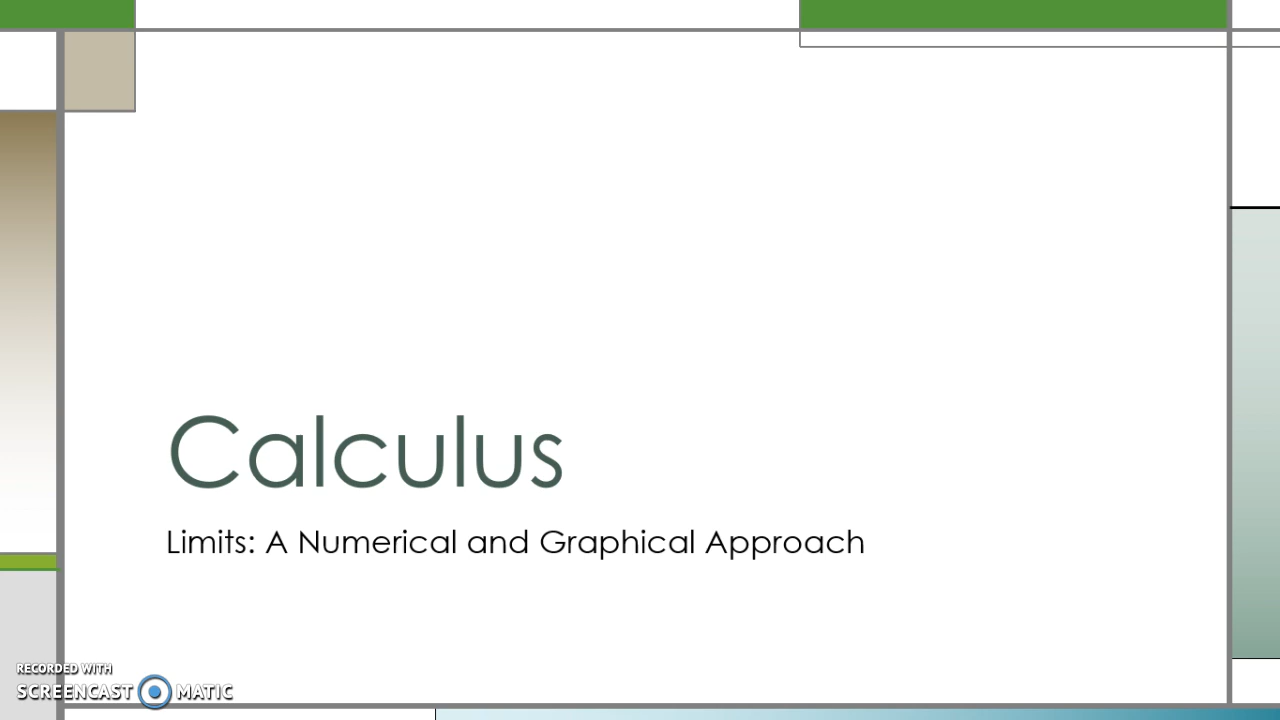 Calculus
Limits: A Numerical and Graphical Approach
RECORDED WITH
SCREENCAST MATIC